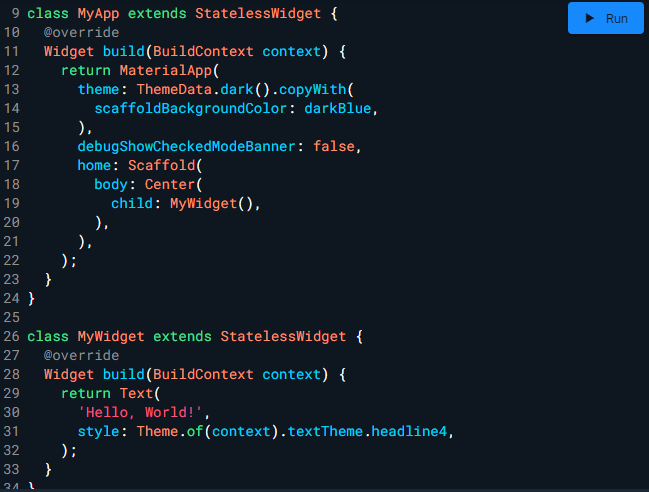 9 class MyApp extends StatelessWidget {
Run
10   @override
11   Widget build(BuildContext context) {
12     return MaterialApp(
13       theme: ThemeData.dark().copyWith(
14         scaffoldBackgroundColor: darkBlue,
15       ),
16       debugShowCheckedModeBanner: false,
17       home: Scaffold(
18         body: Center(
19           child: MyWidget(),
20         ),
21       ),
22     );
23   }
24 }
25
26 class MyWidget extends StatelessWidget {
27   @override
28   Widget build(BuildContext context) {
29     return Text(
30       'Hello, World!',
31       style: Theme.of(context).textTheme.headline4,
32     );
33   }
34 }